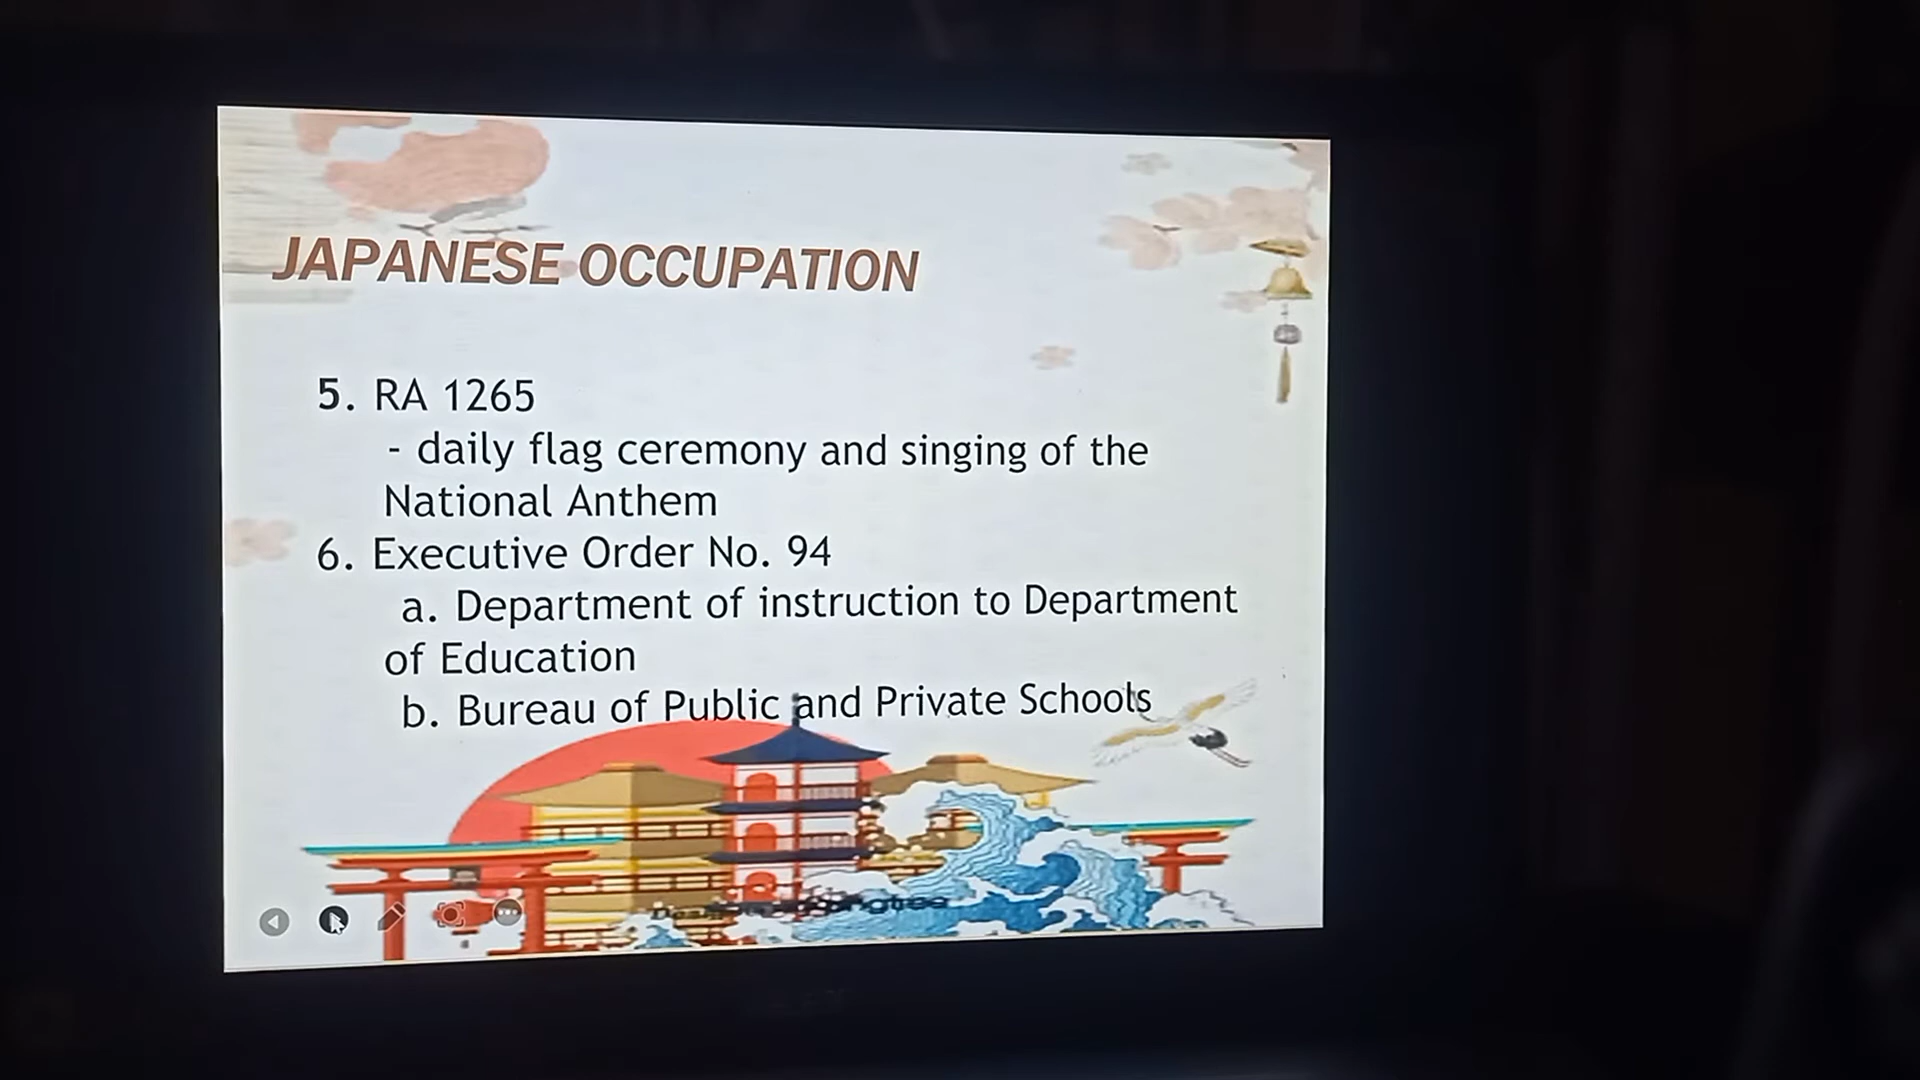 JAPANESE OCCUPATION
5. RA 1265
- daily flag ceremony and singing of the
National Anthem
6. Executive Order No. 94
a. Department of instruction to Department
of Education
b. Bureau of Public and Private Schools